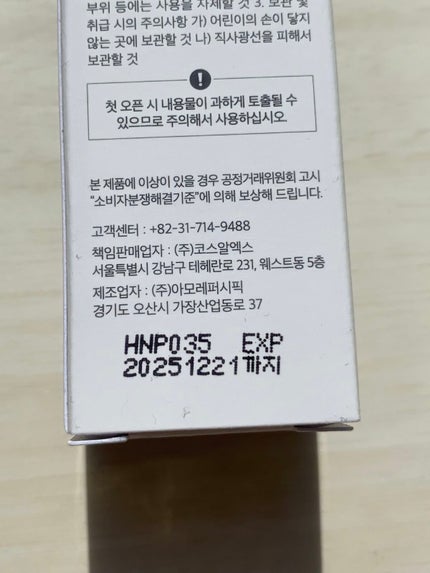 부위 등에는 사용을 자제할 것 3. 보관 및
취급 시의 주의사항 가) 어린이의 손이 닿지
않는 곳에 보관할 것 나) 직사광선을 피해서
보관할 것
!
첫 오픈 시 내용물이 과하게 토출될 수
있으므로 주의해서 사용하십시오.
본 제품에 이상이 있을 경우 공정거래위원회 고시
“소비자분쟁해결기준”에 의해 보상해 드립니다.
고객센터 : +82-31-714-9488
책임판매업자 : (주)코스알엑스
서울특별시 강남구 테헤란로 231, 웨스트동 5층
제조업자 : (주)아모레퍼시픽
경기도 오산시 가장산업동로 37
HNP035 EXP
20251221까지